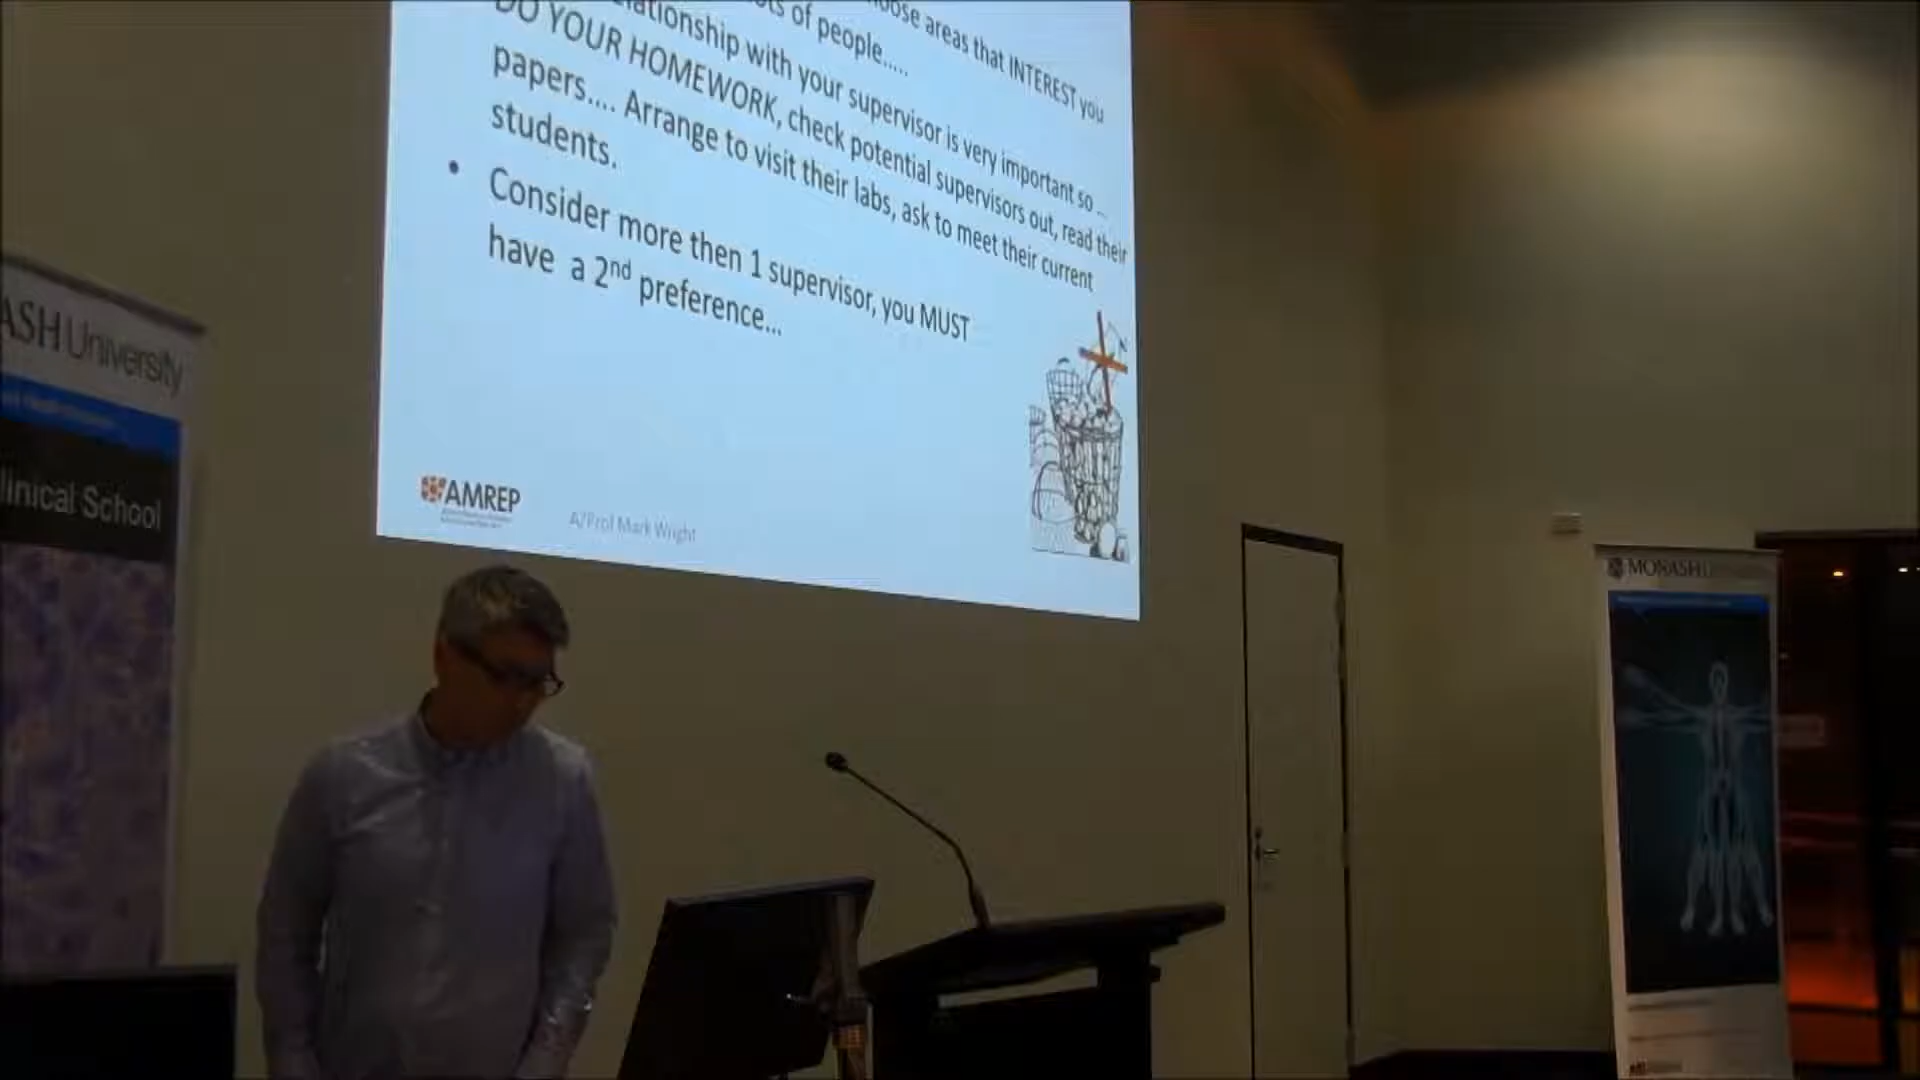 oose areas that INTEREST you
ots of people.....
lationship with your supervisor is very important so ...
DO YOUR HOMEWORK, check potential supervisors out, read their
papers.... Arrange to visit their labs, ask to meet their current
students.
• Consider more then 1 supervisor, you MUST
have a 2nd preference...
N
AMREP
A/Prof Mark Wright
ASH University
linical School
MONASH